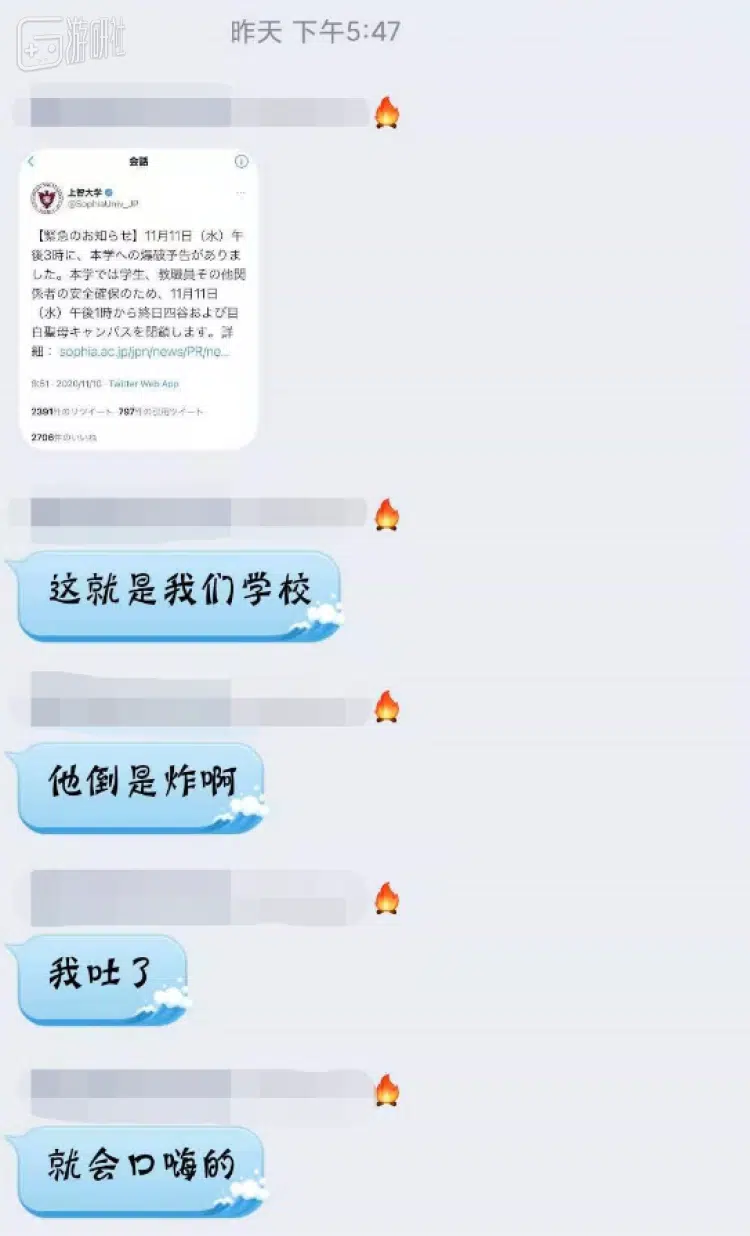 游研社
昨天 下午5:47
会話
上智大学
@SophiaUniv_JP
【緊急のお知らせ】11月11日（水）午
後3時に、本学への爆破予告がありま
した。本学では学生、教職員その他関
係者の安全確保のため、11月11日
（水）午後1時から終日四谷および目
白聖母キャンパスを閉鎖します。詳
細： sophia.ac.jp/jpn/news/PR/ne...
9:51 · 2020/11/10 · Twitter Web App
2391件のリツイート 797件の引用ツイート
2706件のいいね
这就是我们学校
他倒是炸啊
我吐了
就会口嗨的